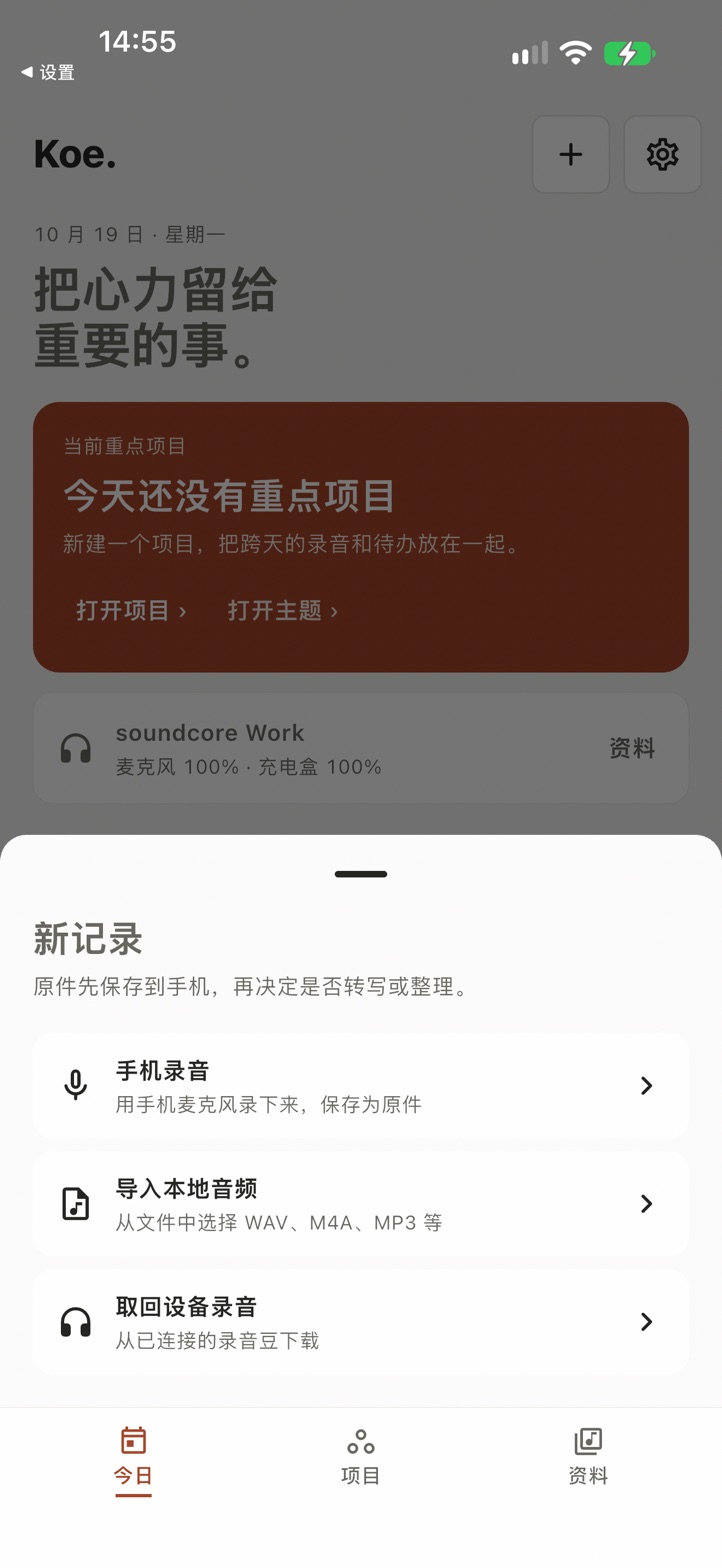 14:55
◀ 设置
Koe.
10 月 19 日 · 星期一
把心力留给
重要的事。
当前重点项目
今天还没有重点项目
新建一个项目，把跨天的录音和待办放在一起。
打开项目 › 打开主题 ›
soundcore Work
麦克风 100% · 充电盒 100%
资料
新记录
原件先保存到手机，再决定是否转写或整理。
手机录音
用手机麦克风录下来，保存为原件
导入本地音频
从文件中选择 WAV、M4A、MP3 等
取回设备录音
从已连接的录音豆下载
今日 项目 资料